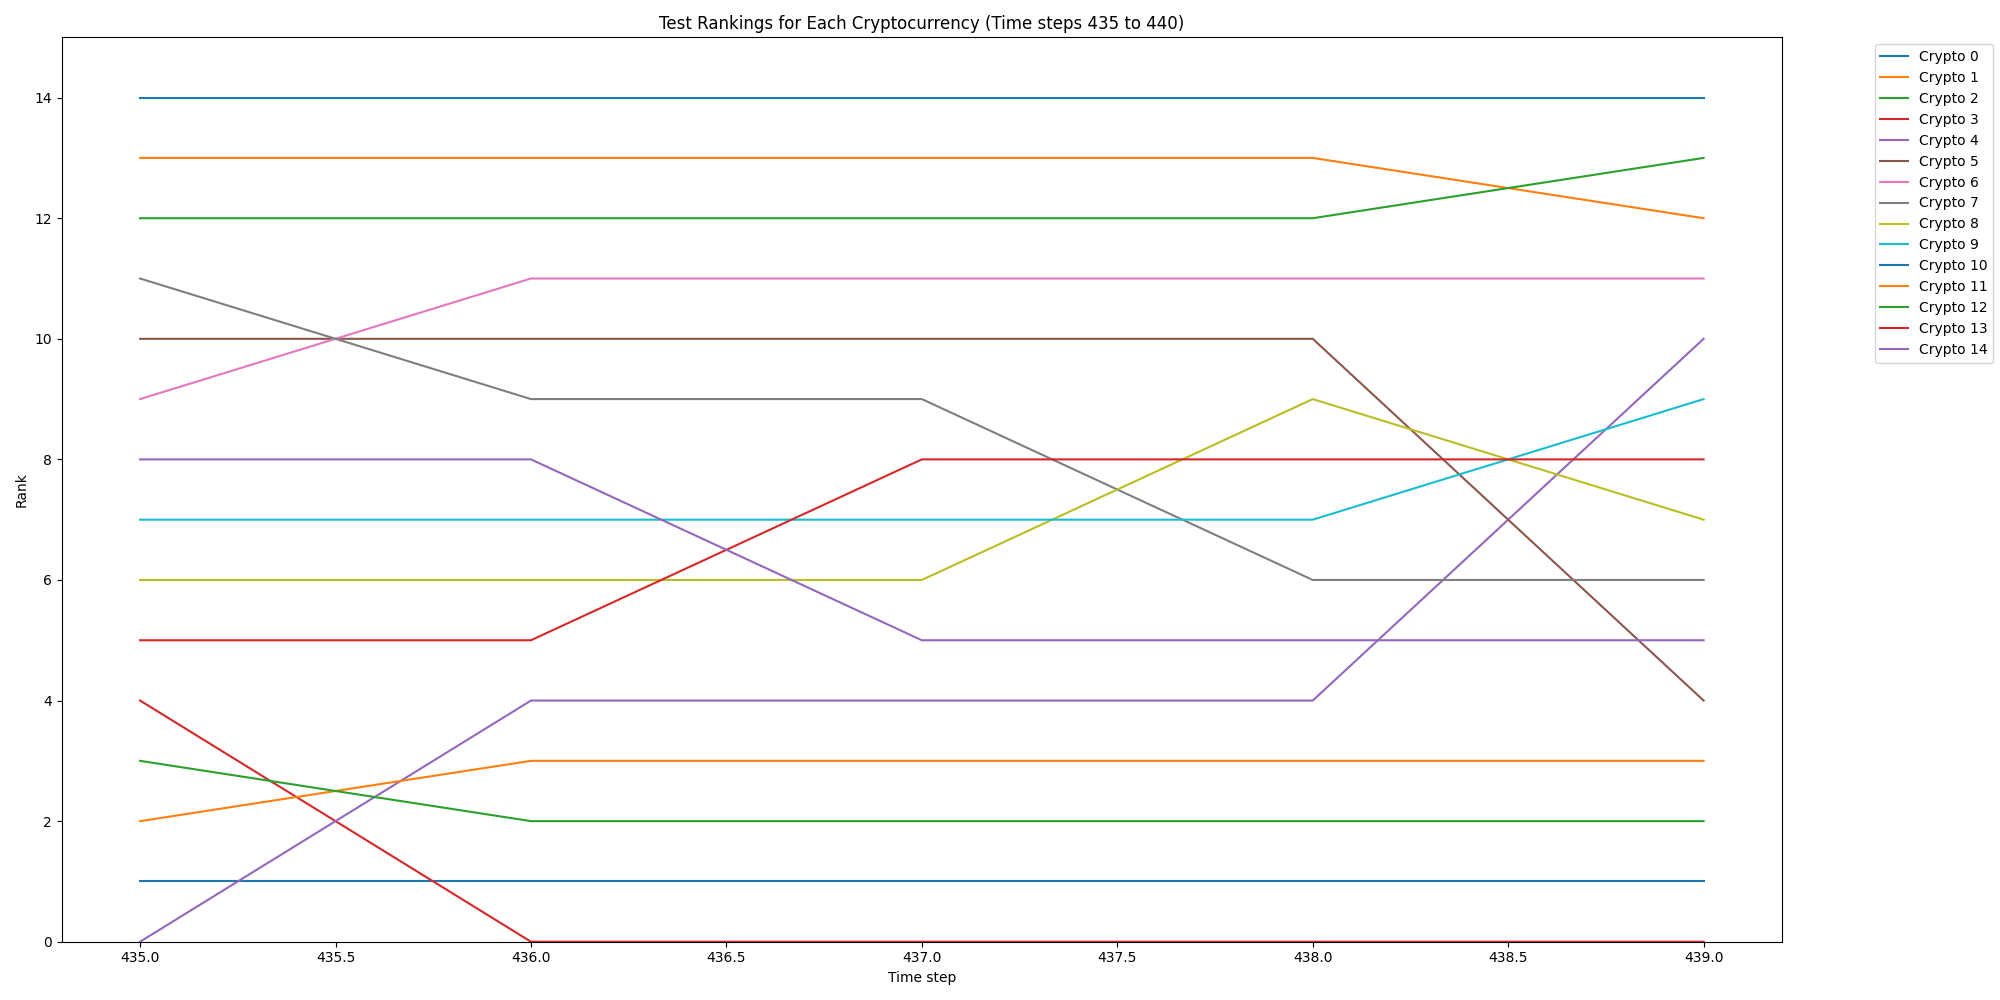 Test Rankings for Each Cryptocurrency (Time steps 435 to 440)
14
12
10
8
6
4
2
0
Rank
435.0 435.5 436.0 436.5 437.0 437.5 438.0 438.5 439.0
Time step
Crypto 0
Crypto 1
Crypto 2
Crypto 3
Crypto 4
Crypto 5
Crypto 6
Crypto 7
Crypto 8
Crypto 9
Crypto 10
Crypto 11
Crypto 12
Crypto 13
Crypto 14